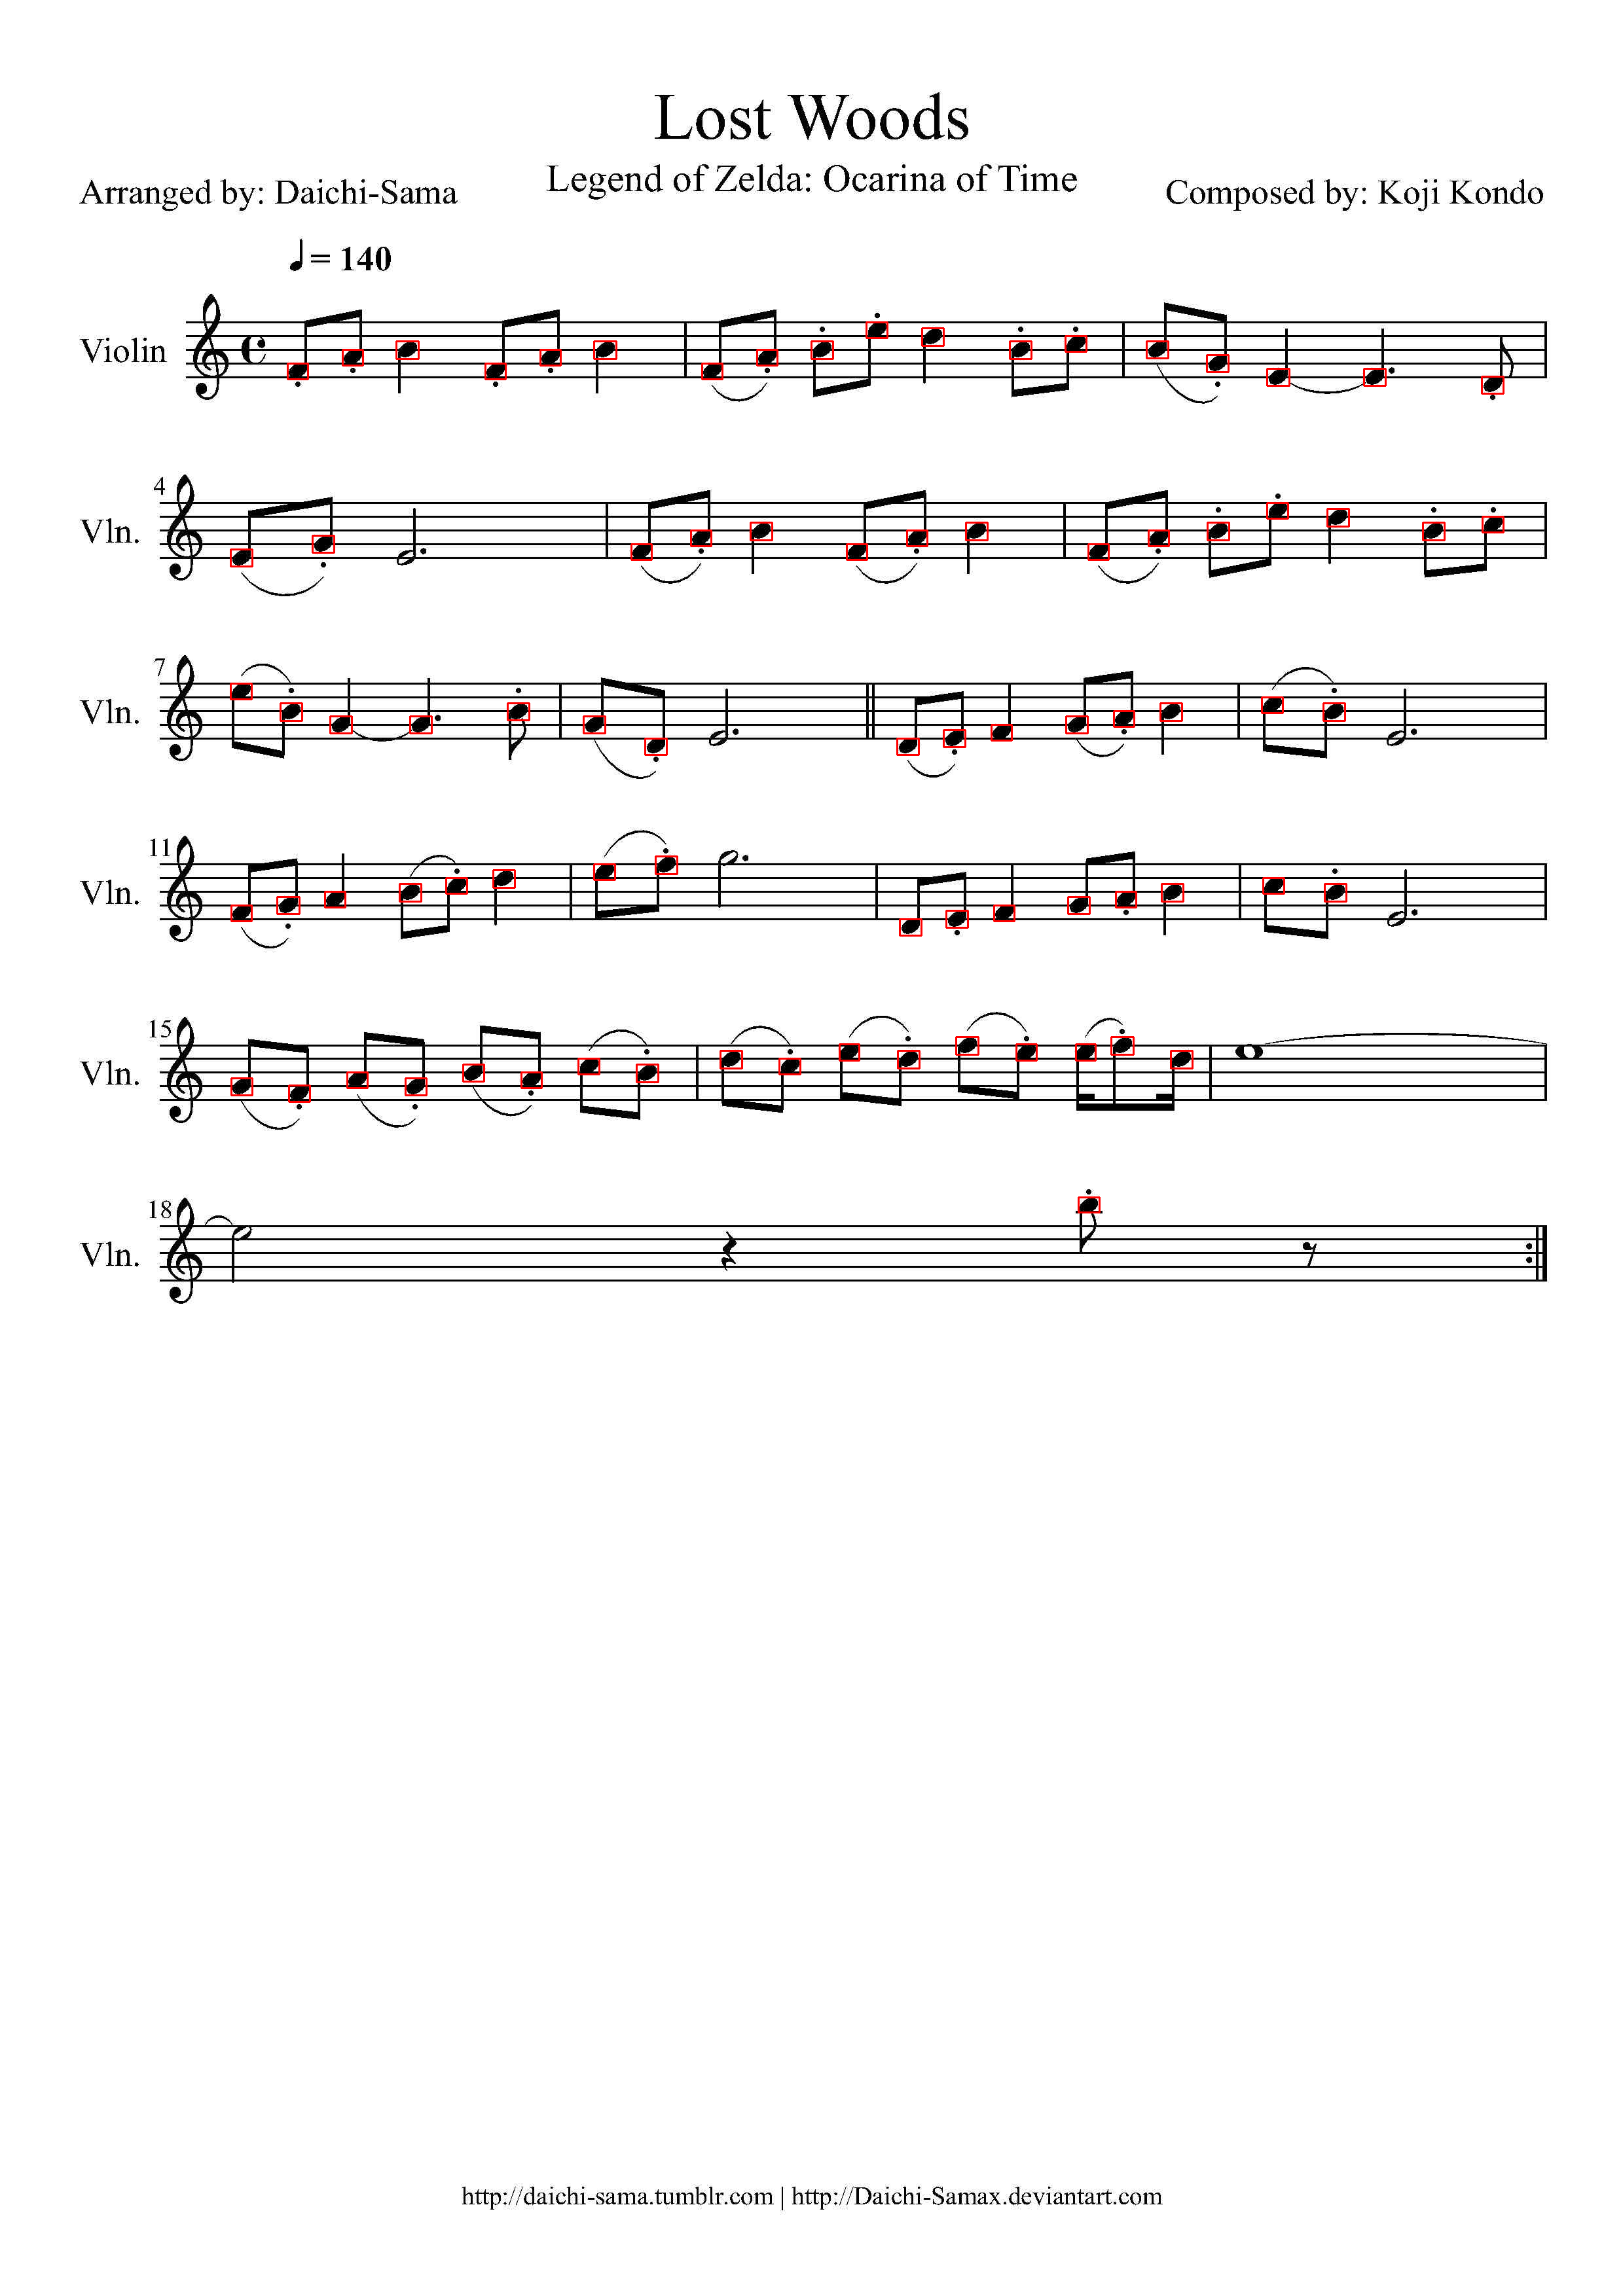 Lost Woods
Legend of Zelda: Ocarina of Time
Arranged by: Daichi-Sama
Composed by: Koji Kondo
= 140
Violin
4
Vln.
7
Vln.
11
Vln.
15
Vln.
18
Vln.
http://daichi-sama.tumblr.com | http://Daichi-Samax.deviantart.com